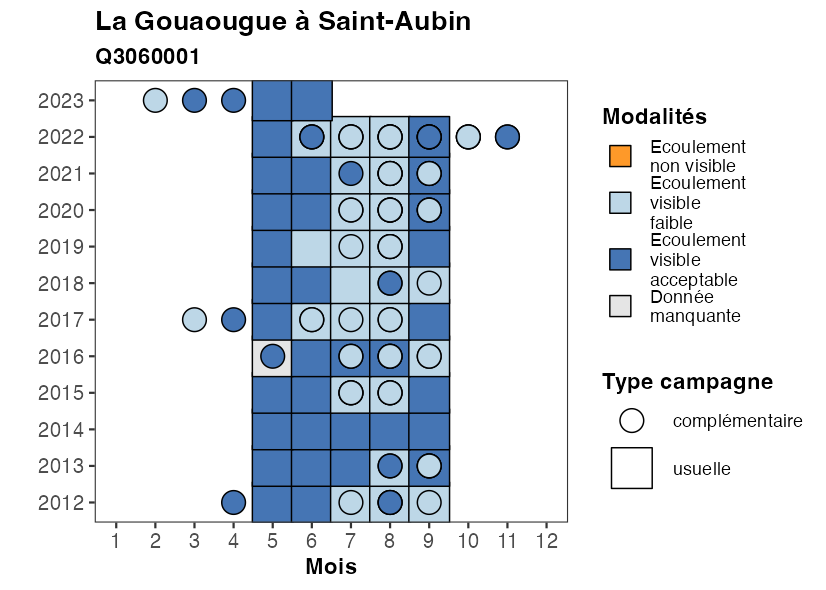 La Gouaougue à Saint-Aubin
Q3060001
2023
2022
2021
2020
2019
2018
2017
2016
2015
2014
2013
2012
1 2 3 4 5 6 7 8 9 10 11 12
Mois
Modalités
Ecoulement
non visible
Ecoulement
visible
faible
Ecoulement
visible
acceptable
Donnée
manquante
Type campagne
complémentaire
usuelle